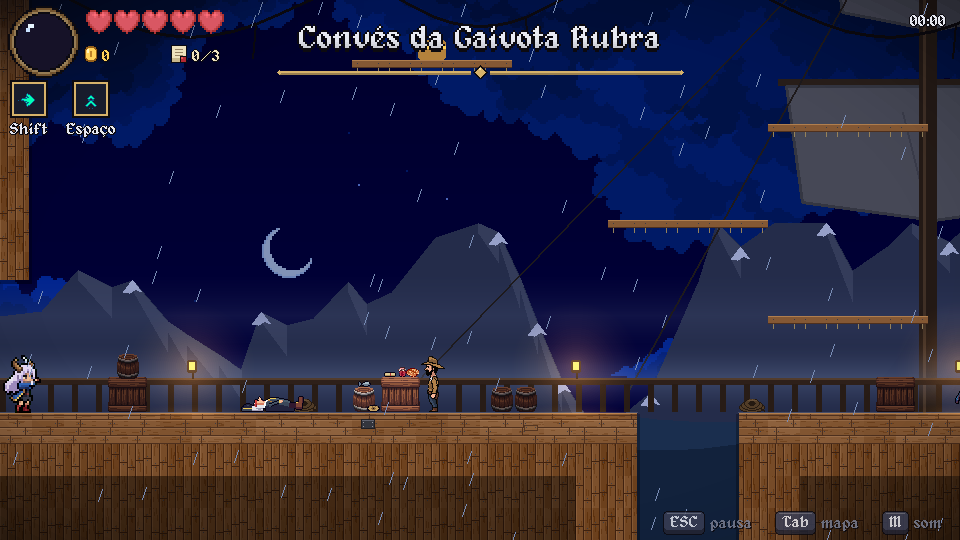 Convés da Gaivota Rubra
00:00
0
0/3
Shift
Espaço
ESC pausa
Tab mapa
M som